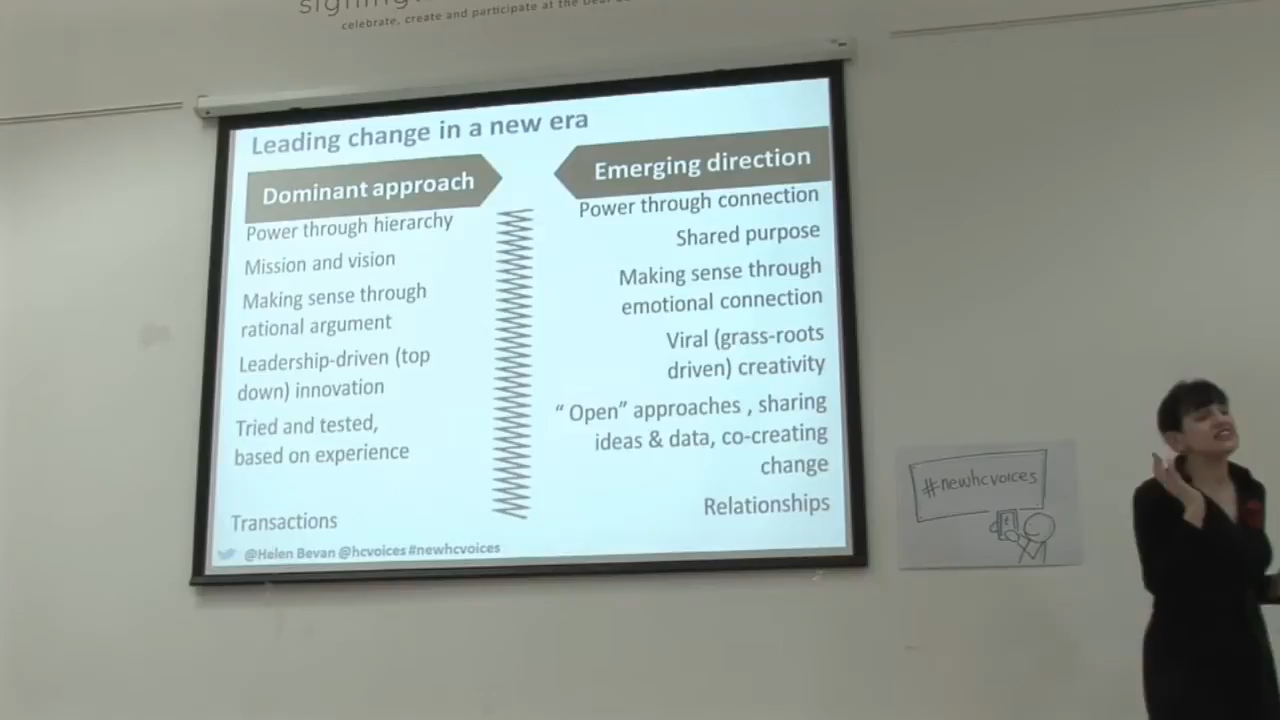 celebrate, create and participate at the
Leading change in a new era
Dominant approach
Emerging direction
Power through hierarchy
Mission and vision
Making sense through
rational argument
Leadership-driven (top
down) innovation
Tried and tested,
based on experience
Transactions
Power through connection
Shared purpose
Making sense through
emotional connection
Viral (grass-roots
driven) creativity
“ Open” approaches , sharing
ideas & data, co-creating
change
Relationships
@Helen Bevan @hcvoices #newhcvoices
#newhcvoices